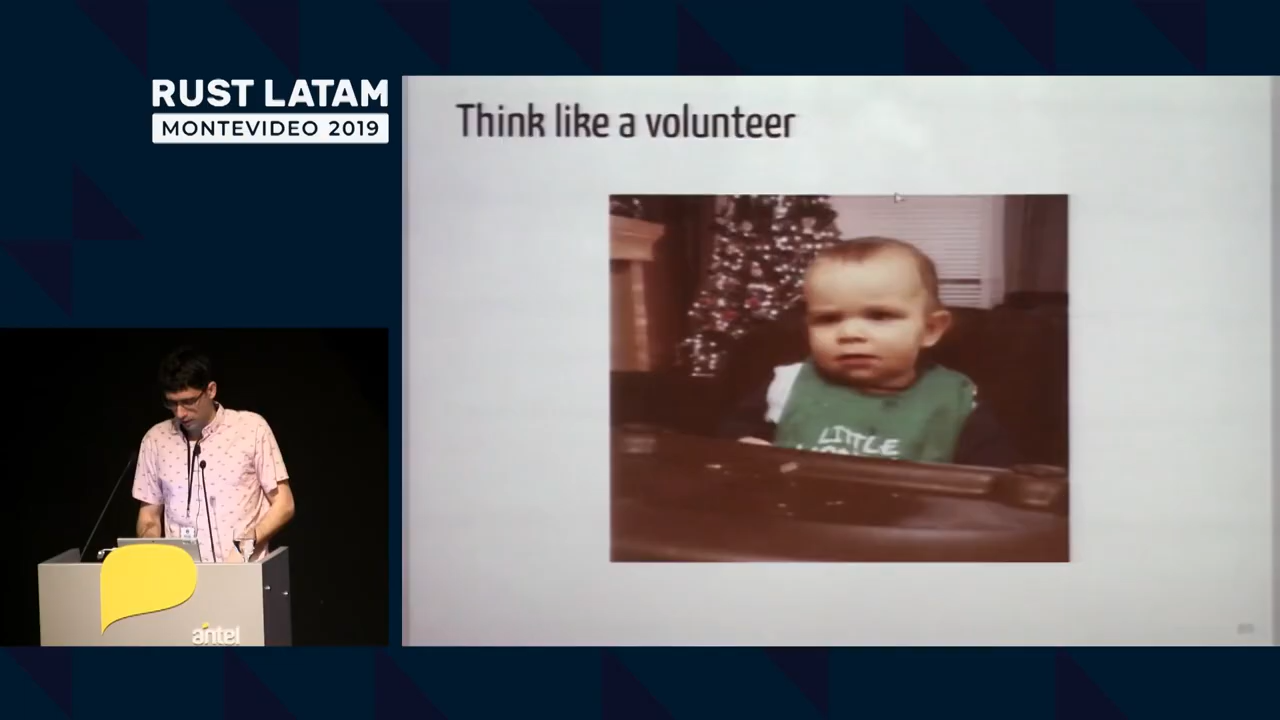 RUST LATAM
MONTEVIDEO 2019
Think like a volunteer
LITTLE
antel